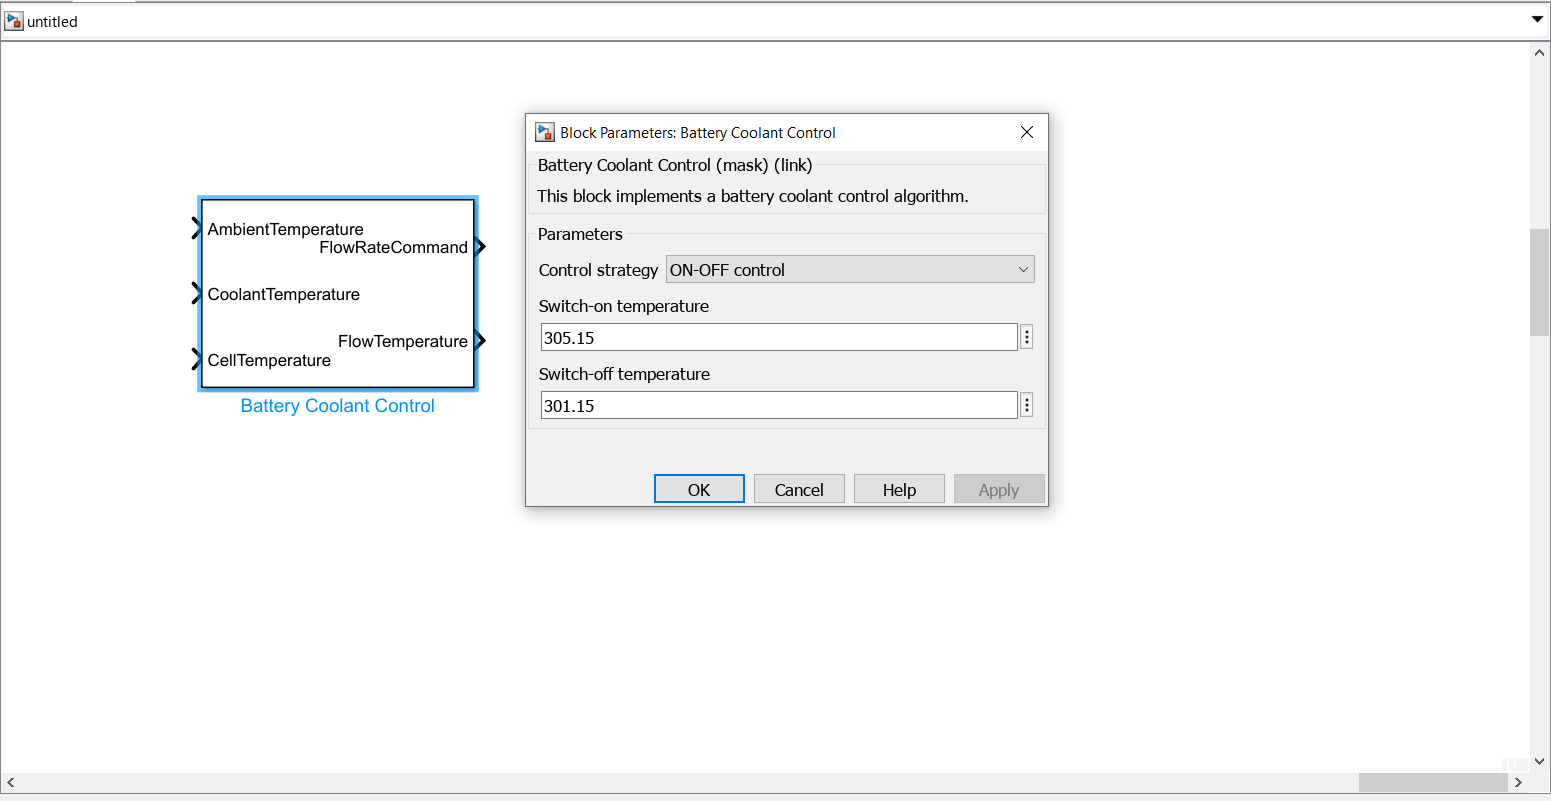 untitled
AmbientTemperature
FlowRateCommand
CoolantTemperature
FlowTemperature
CellTemperature
Battery Coolant Control
Block Parameters: Battery Coolant Control
Battery Coolant Control (mask) (link)
This block implements a battery coolant control algorithm.
Parameters
Control strategy ON-OFF control
Switch-on temperature
305.15
Switch-off temperature
301.15
OK Cancel Help Apply